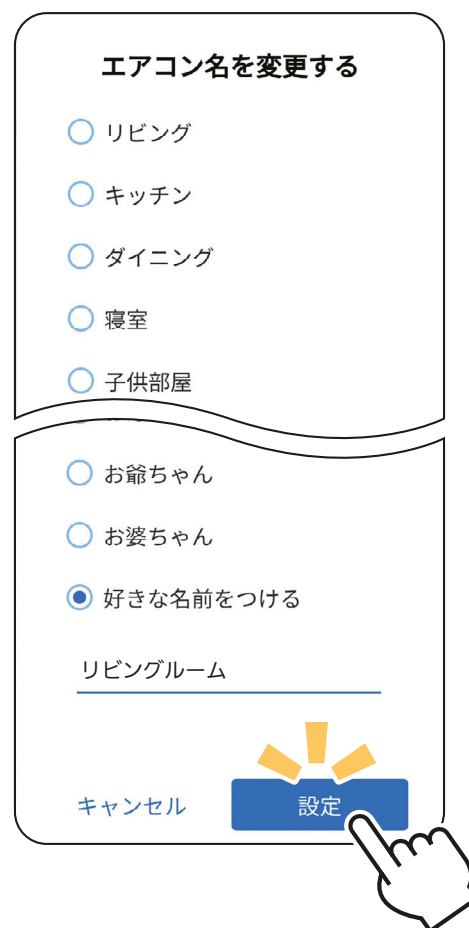 エアコン名を変更する
リビング
キッチン
ダイニング
寝室
子供部屋
お爺ちゃん
お婆ちゃん
好きな名前をつける
リビングルーム
キャンセル
設定